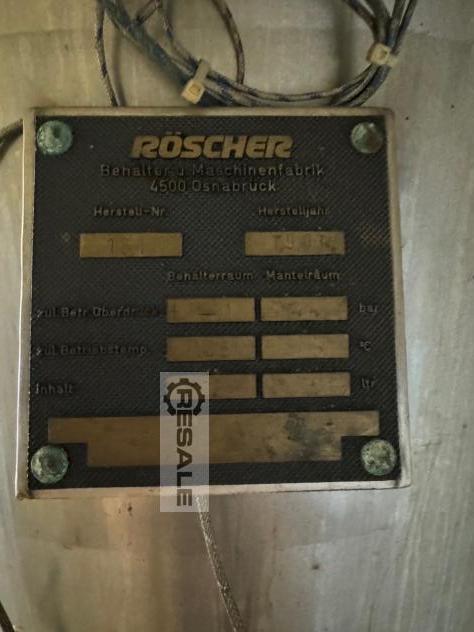 RÖSCHER
Behälter u. Maschinenfabrik
4500 Osnabrück
Herstell-Nr. Herstelljahr
Behälterraum Mantelraum
zul. Betr. Überdruck bar
zul. Betriebstemp. °C
Inhalt ltr
RESALE